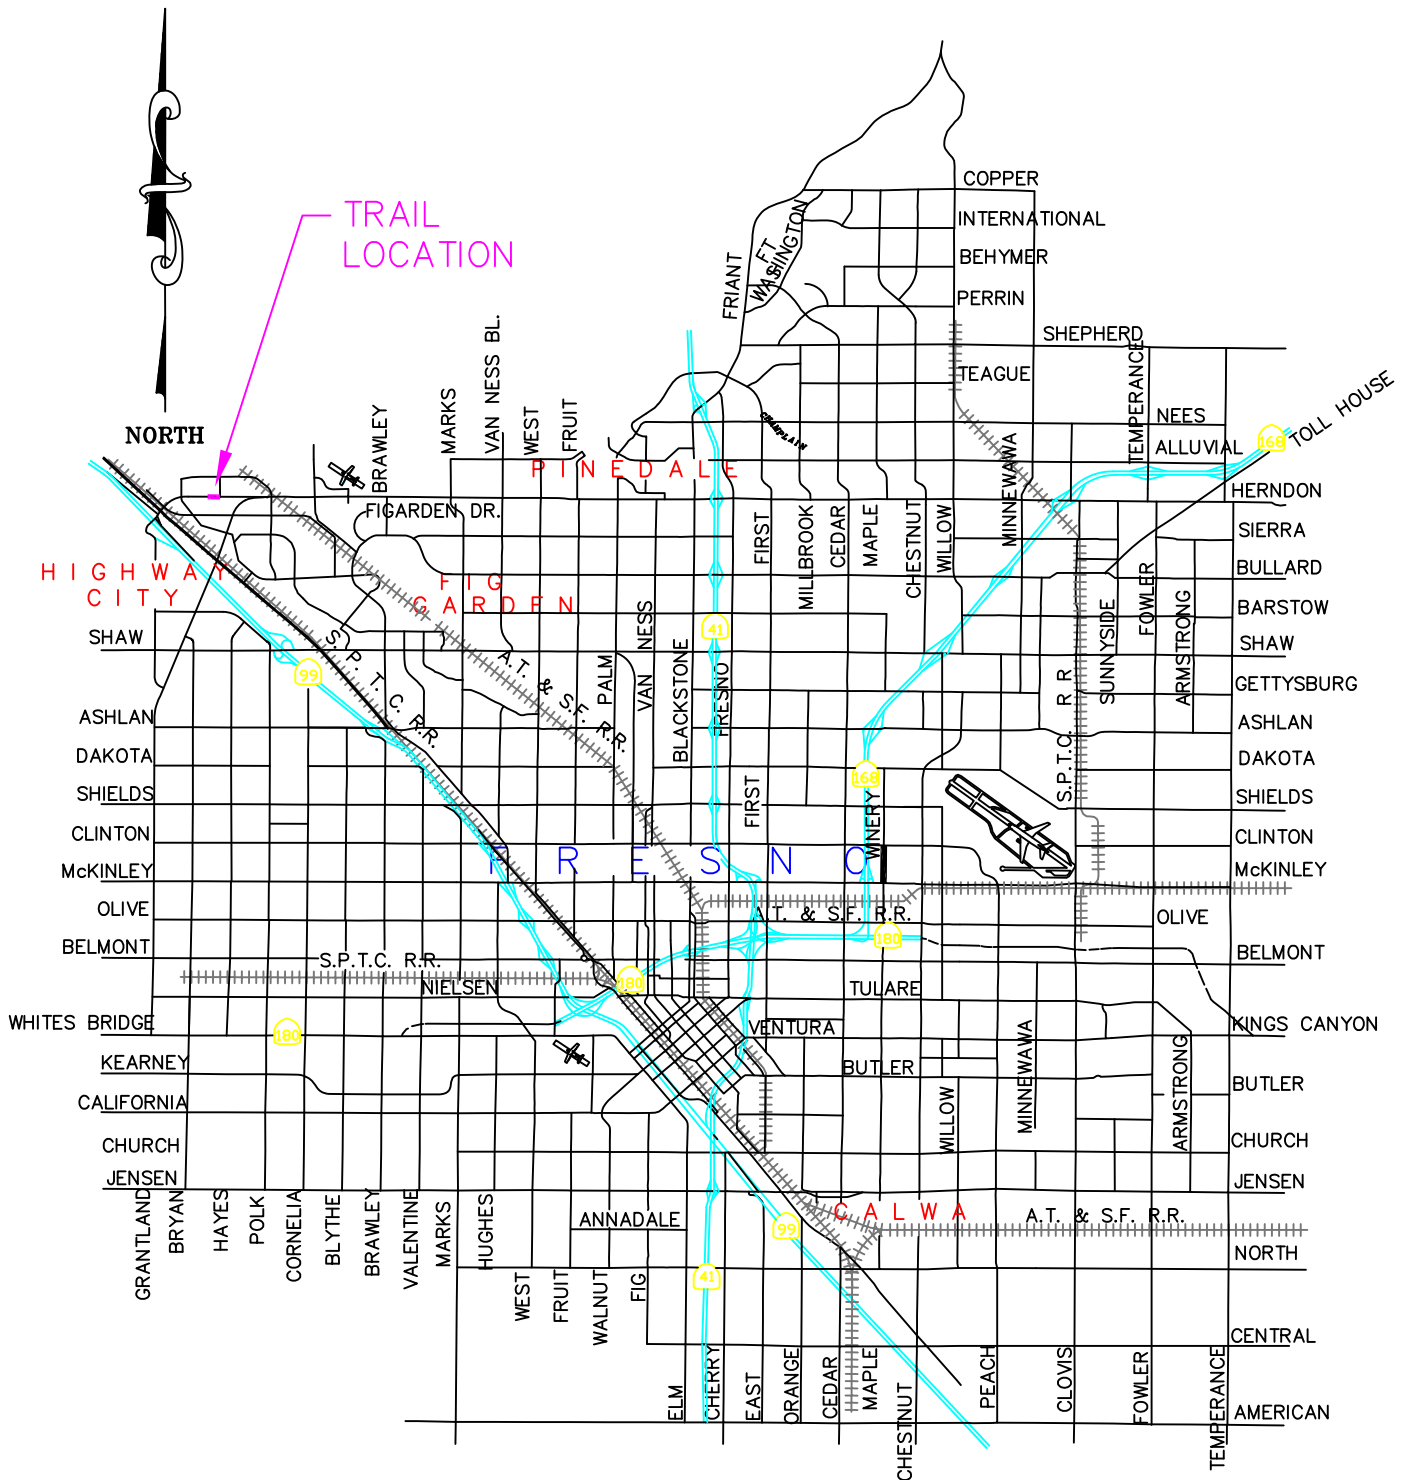 COPPER
INTERNATIONAL
BEHYMER
PERRIN
SHEPHERD
TEAGUE
NEES
ALLUVIAL
168
TOLL HOUSE
HERNDON
SIERRA
BULLARD
BARSTOW
SHAW
GETTYSBURG
ASHLAN
DAKOTA
SHIELDS
CLINTON
McKINLEY
OLIVE
BELMONT
KINGS CANYON
BUTLER
CHURCH
JENSEN
NORTH
CENTRAL
AMERICAN
TRAIL
LOCATION
NORTH
FRIANT
FT
WASHINGTON
CHAMPLAIN
TEMPERANCE
MINNEWAWA
BRAWLEY
MARKS
VAN NESS BL.
WEST
FRUIT
PINEDALE
FIGARDEN DR.
FIRST
MILLBROOK
CEDAR
MAPLE
CHESTNUT
WILLOW
HIGHWAY
CITY
FIG
GARDEN
FOWLER
ARMSTRONG
SUNNYSIDE
SHAW
99
S. P. T. C. R.R.
A.T. & S.F. R.R.
PALM
VAN NESS
BLACKSTONE
41
FRESNO
S.P.T.C. R R
ASHLAN
DAKOTA
SHIELDS
CLINTON
McKINLEY
OLIVE
BELMONT
168
FIRST
WINERY
FRESNO
A.T. & S.F. R.R.
180
S.P.T.C. R.R.
NIELSEN
180
TULARE
WHITES BRIDGE
180
VENTURA
KEARNEY
BUTLER
CALIFORNIA
WILLOW
MINNEWAWA
ARMSTRONG
CHURCH
JENSEN
GRANTLAND
BRYAN
HAYES
POLK
CORNELIA
BLYTHE
BRAWLEY
VALENTINE
MARKS
HUGHES
WEST
FRUIT
WALNUT
FIG
ANNADALE
CALWA
A.T. & S.F. R.R.
99
41
ELM
CHERRY
EAST
ORANGE
CEDAR
MAPLE
CHESTNUT
PEACH
CLOVIS
FOWLER
TEMPERANCE